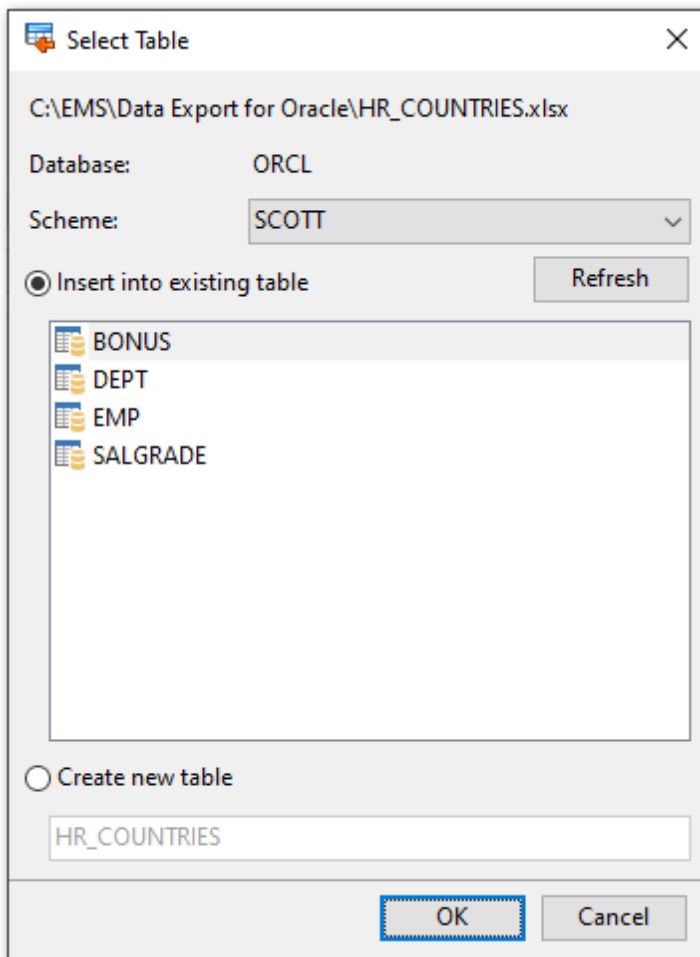 Select Table
C:\EMS\Data Export for Oracle\HR_COUNTRIES.xlsx
Database: ORCL
Scheme: SCOTT
Insert into existing table Refresh
BONUS
DEPT
EMP
SALGRADE
Create new table
HR_COUNTRIES
OK Cancel